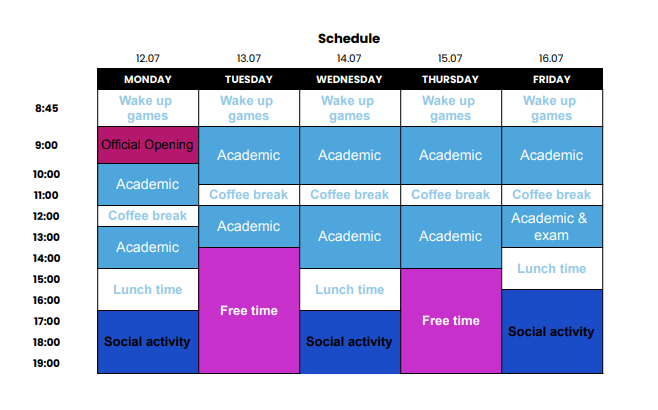 Schedule
12.07 13.07 14.07 15.07 16.07
MONDAY TUESDAY WEDNESDAY THURSDAY FRIDAY
8:45
Wake up Wake up Wake up Wake up Wake up
games games games games games
9:00
Official Opening
Academic Academic Academic Academic
10:00
Academic
11:00
Coffee break Coffee break Coffee break Coffee break
12:00
Coffee break
Academic Academic Academic Academic &
exam
13:00
Academic
14:00
15:00
Lunch time Lunch time Lunch time
16:00
Free time Free time
17:00
18:00
Social activity Social activity Social activity
19:00